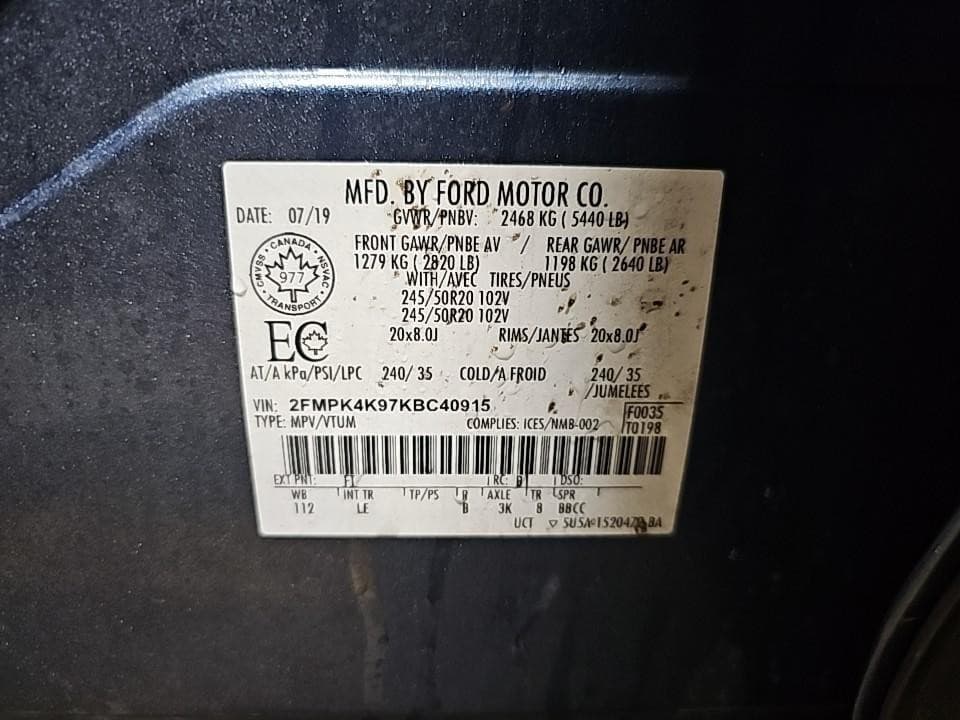 MFD. BY FORD MOTOR CO.
DATE: 07/19 GVWR/PNBV: 2468 KG ( 5440 LB)
FRONT GAWR/PNBE AV / REAR GAWR/ PNBE AR
1279 KG ( 2820 LB) 1198 KG ( 2640 LB)
WITH/AVEC TIRES/PNEUS
245/50R20 102V
245/50R20 102V
20x8.0J RIMS/JANTES 20x8.0J
CMVSS • CANADA • NSVAC • TRANSPORT •
977
EC
AT/A kPa/PSI/LPC 240/ 35 COLD/A FROID 240/ 35
/JUMELEES
VIN: 2FMPK4K97KBC40915 F0035
TYPE: MPV/VTUM COMPLIES: ICES/NMB-002 T0198
EXT PNT: FT RC: B DSO:
WB INT TR TP/PS R AXLE TR SPR
112 LE B 3K 8 BBCC
UCT